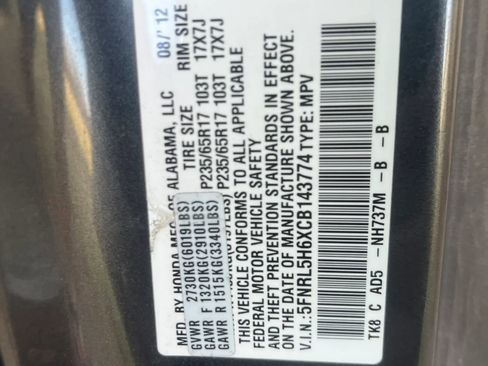 MFD. BY HONDA MFG. OF ALABAMA, LLC 08/'12
GVWR 2730KG(6019LBS) TIRE SIZE RIM SIZE
GAWR F 1320KG(2910LBS) P235/65R17 103T 17X7J
GAWR R 1515KG(3340LBS) P235/65R17 103T 17X7J
THIS VEHICLE CONFORMS TO ALL APPLICABLE
FEDERAL MOTOR VEHICLE SAFETY
AND THEFT PREVENTION STANDARDS IN EFFECT
ON THE DATE OF MANUFACTURE SHOWN ABOVE.
V.I.N.: 5FNRL5H6XCB143774 TYPE: MPV
TK8 C AD5 -NH737M -B -B